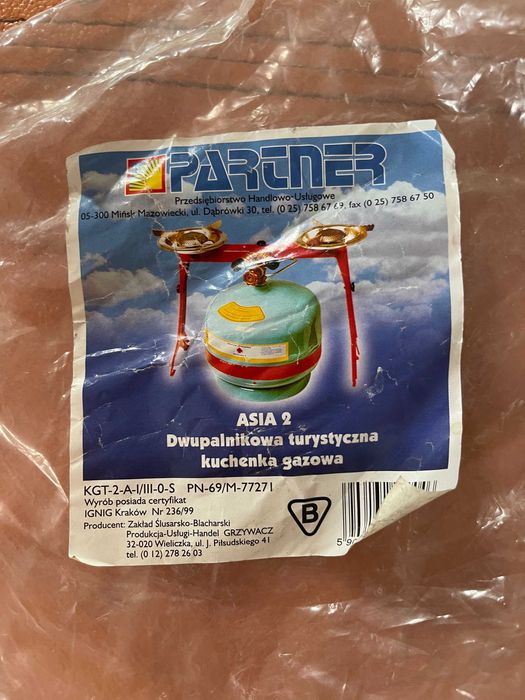 PARTNER
Przedsiębiorstwo Handlowo-Usługowe
05-300 Mińsk Mazowiecki, ul. Dąbrówki 30, tel. (0 25) 758 67 69, fax (0 25) 758 67 50
ASIA 2
Dwupalnikowa turystyczna
kuchenka gazowa
KGT-2-A-I/III-0-S PN-69/M-77271
Wyrób posiada certyfikat
IGNIG Kraków Nr 236/99
Producent: Zakład Ślusarsko-Blacharski
Produkcja-Usługi-Handel GRZYWACZ
32-020 Wieliczka, ul. J. Piłsudskiego 41
tel. (0 12) 278 26 03
B